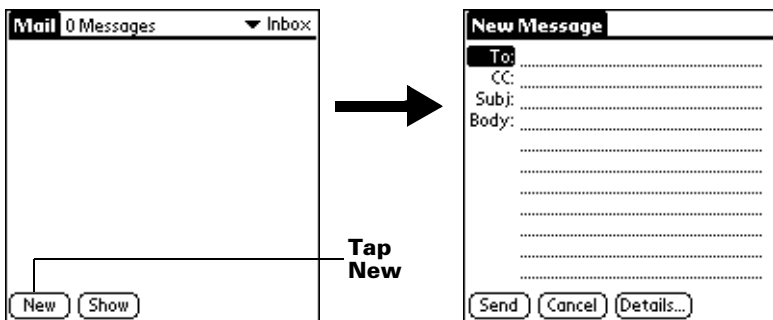 Mail 0 Messages Inbox
New Show
Tap
New
New Message
To:
CC:
Subj:
Body:
Send Cancel Details...